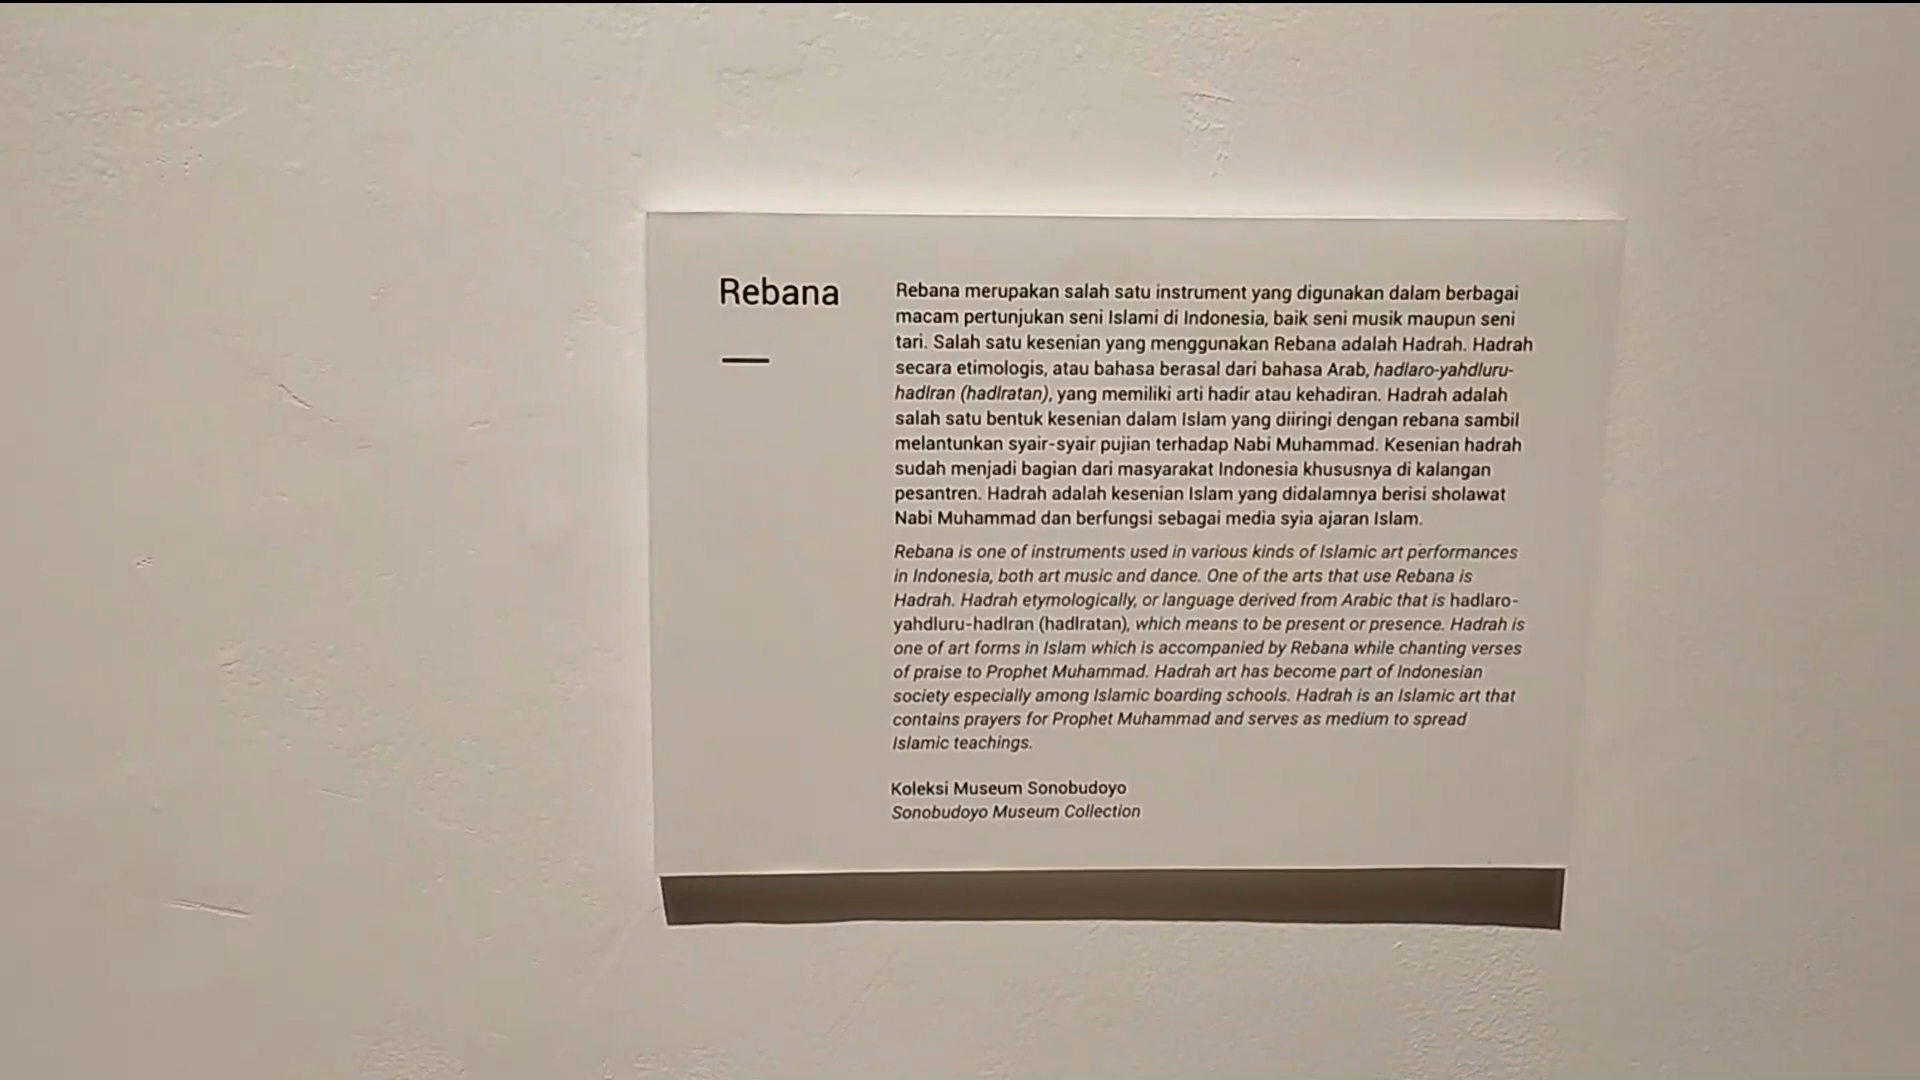 Rebana
Rebana merupakan salah satu instrument yang digunakan dalam berbagai
macam pertunjukan seni Islami di Indonesia, baik seni musik maupun seni
tari. Salah satu kesenian yang menggunakan Rebana adalah Hadrah. Hadrah
secara etimologis, atau bahasa berasal dari bahasa Arab, hadlaro-yahdluru-
hadlran (hadlratan), yang memiliki arti hadir atau kehadiran. Hadrah adalah
salah satu bentuk kesenian dalam Islam yang diiringi dengan rebana sambil
melantunkan syair-syair pujian terhadap Nabi Muhammad. Kesenian hadrah
sudah menjadi bagian dari masyarakat Indonesia khususnya di kalangan
pesantren. Hadrah adalah kesenian Islam yang didalamnya berisi sholawat
Nabi Muhammad dan berfungsi sebagai media syia ajaran Islam.
Rebana is one of instruments used in various kinds of Islamic art performances
in Indonesia, both art music and dance. One of the arts that use Rebana is
Hadrah. Hadrah etymologically, or language derived from Arabic that is hadlaro-
yahdluru-hadlran (hadlratan), which means to be present or presence. Hadrah is
one of art forms in Islam which is accompanied by Rebana while chanting verses
of praise to Prophet Muhammad. Hadrah art has become part of Indonesian
society especially among Islamic boarding schools. Hadrah is an Islamic art that
contains prayers for Prophet Muhammad and serves as medium to spread
Islamic teachings.
Koleksi Museum Sonobudoyo
Sonobudoyo Museum Collection